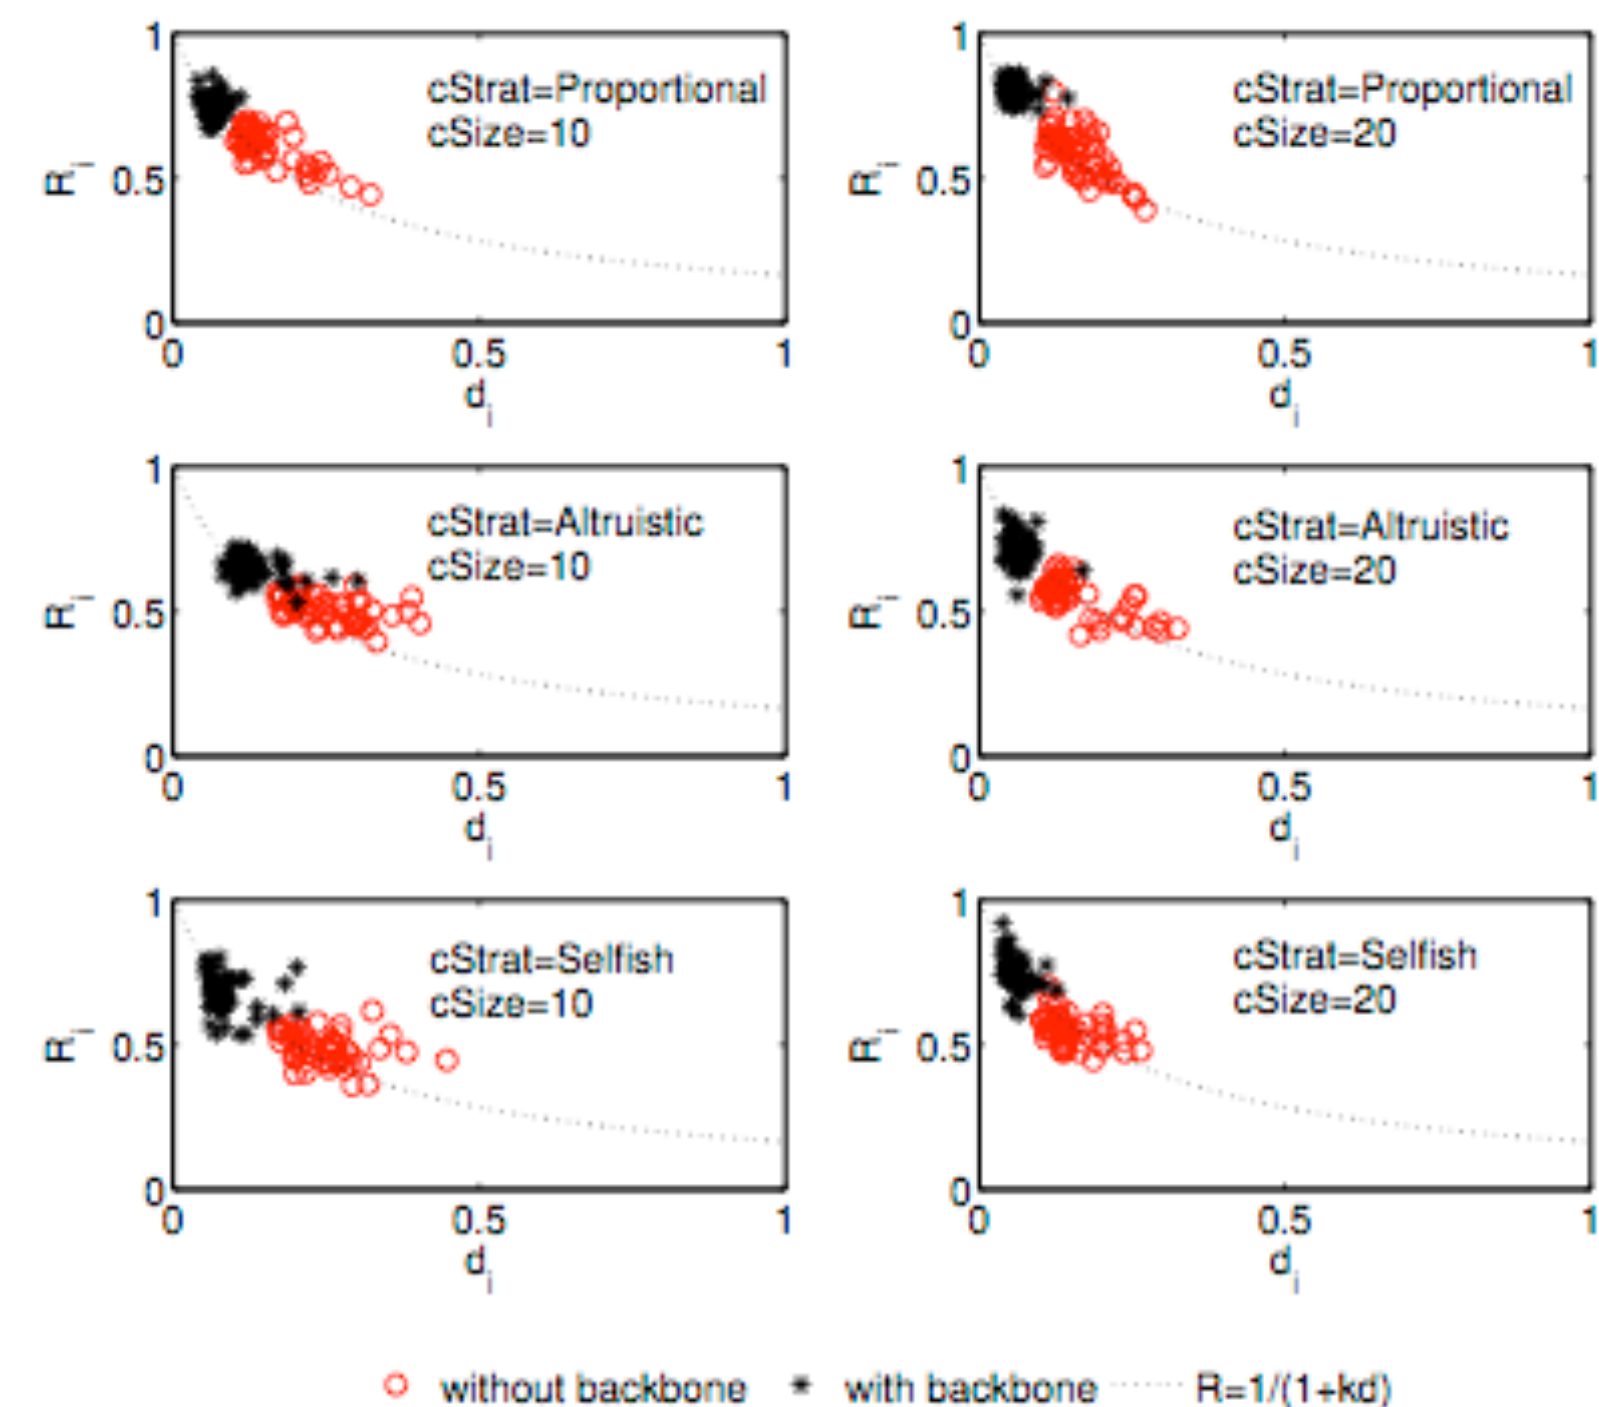 1
cStrat=Proportional
cSize=10
R_i
0.5
0
0
0.5
1
d_i
1
cStrat=Proportional
cSize=20
R_i
0.5
0
0
0.5
1
d_i
1
cStrat=Altruistic
cSize=10
R_i
0.5
0
0
0.5
1
d_i
1
cStrat=Altruistic
cSize=20
R_i
0.5
0
0
0.5
1
d_i
1
cStrat=Selfish
cSize=10
R_i
0.5
0
0
0.5
1
d_i
1
cStrat=Selfish
cSize=20
R_i
0.5
0
0
0.5
1
d_i
without backbone
with backbone
R=1/(1+kd)